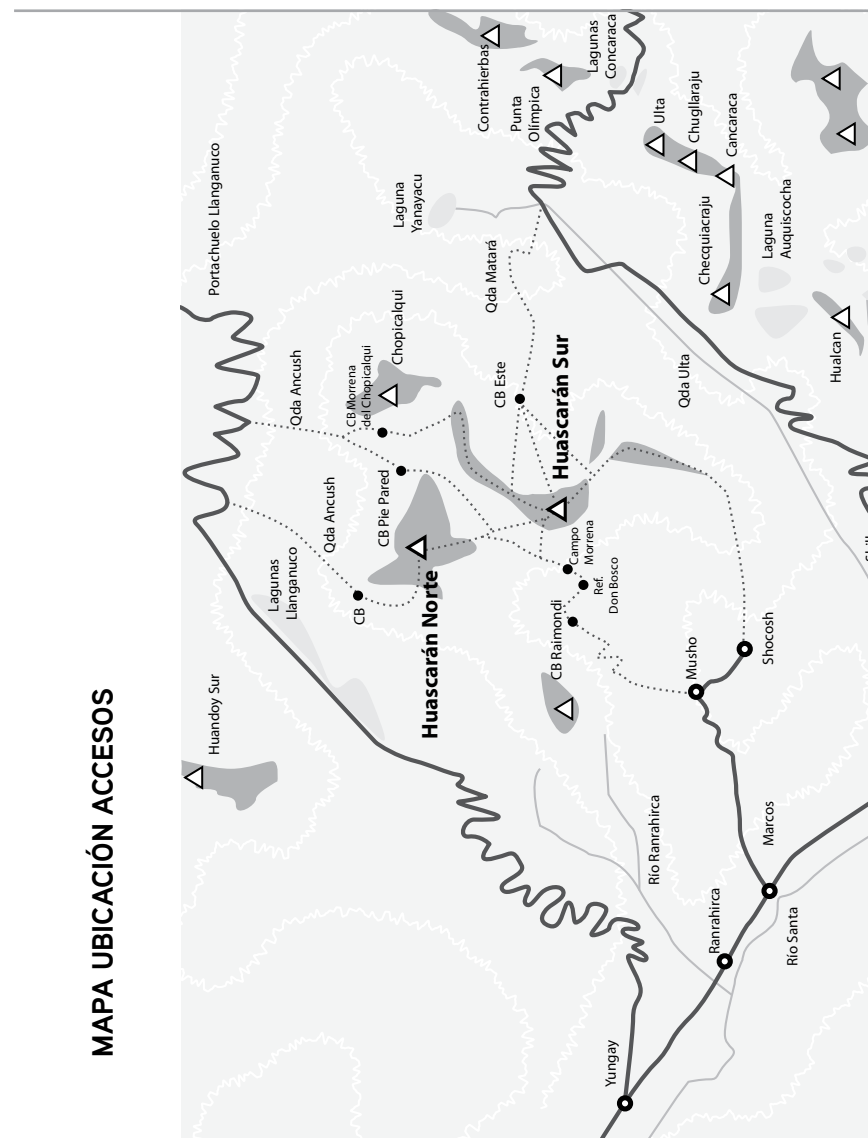 MAPA UBICACIÓN ACCESOS
Huandoy Sur
Portachuelo Llanganuco
Lagunas
Llanganuco
Qda Ancush
Qda Ancush
CB
CB Pie Pared
CB Morrena
del Chopicalqui
Chopicalqui
Huascarán Norte
Huascarán Sur
CB Este
Qda Matará
Laguna
Yanayacu
Contrahierbas
Punta
Olímpica
Lagunas
Concaraca
Ulta
Chugllaraju
Cancaraca
Checquiacraju
Laguna
Auquiscocha
Hualcan
Qda Ulta
Campo
Morrena
Ref.
Don Bosco
CB Raimondi
Musho
Shocosh
Marcos
Río Ranrahirca
Ranrahirca
Río Santa
Yungay